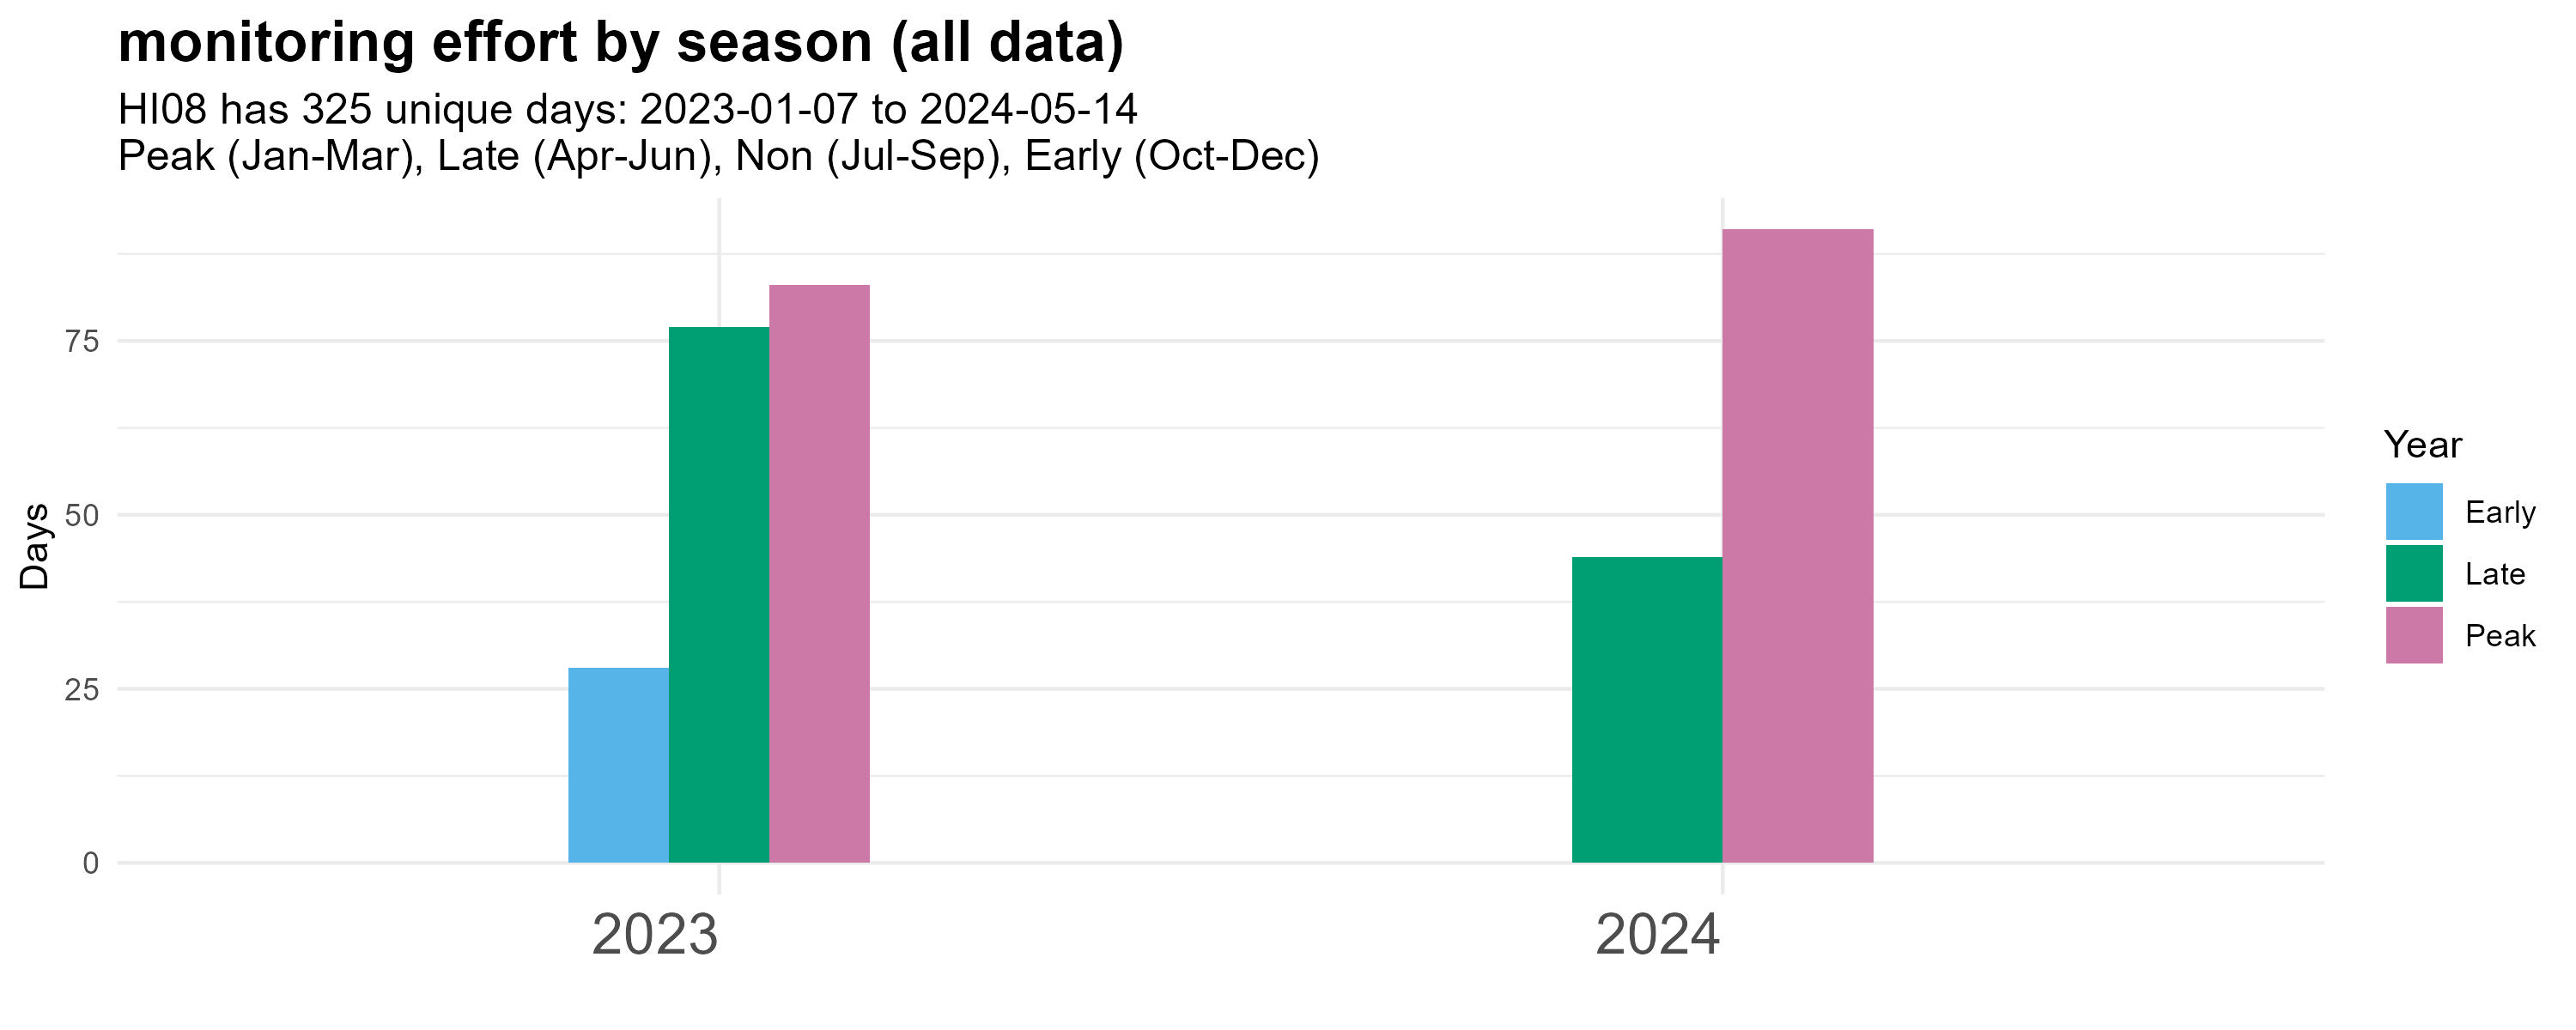 monitoring effort by season (all data)
HI08 has 325 unique days: 2023-01-07 to 2024-05-14
Peak (Jan-Mar), Late (Apr-Jun), Non (Jul-Sep), Early (Oct-Dec)
Days
75
50
25
0
2023
2024
Year
Early
Late
Peak